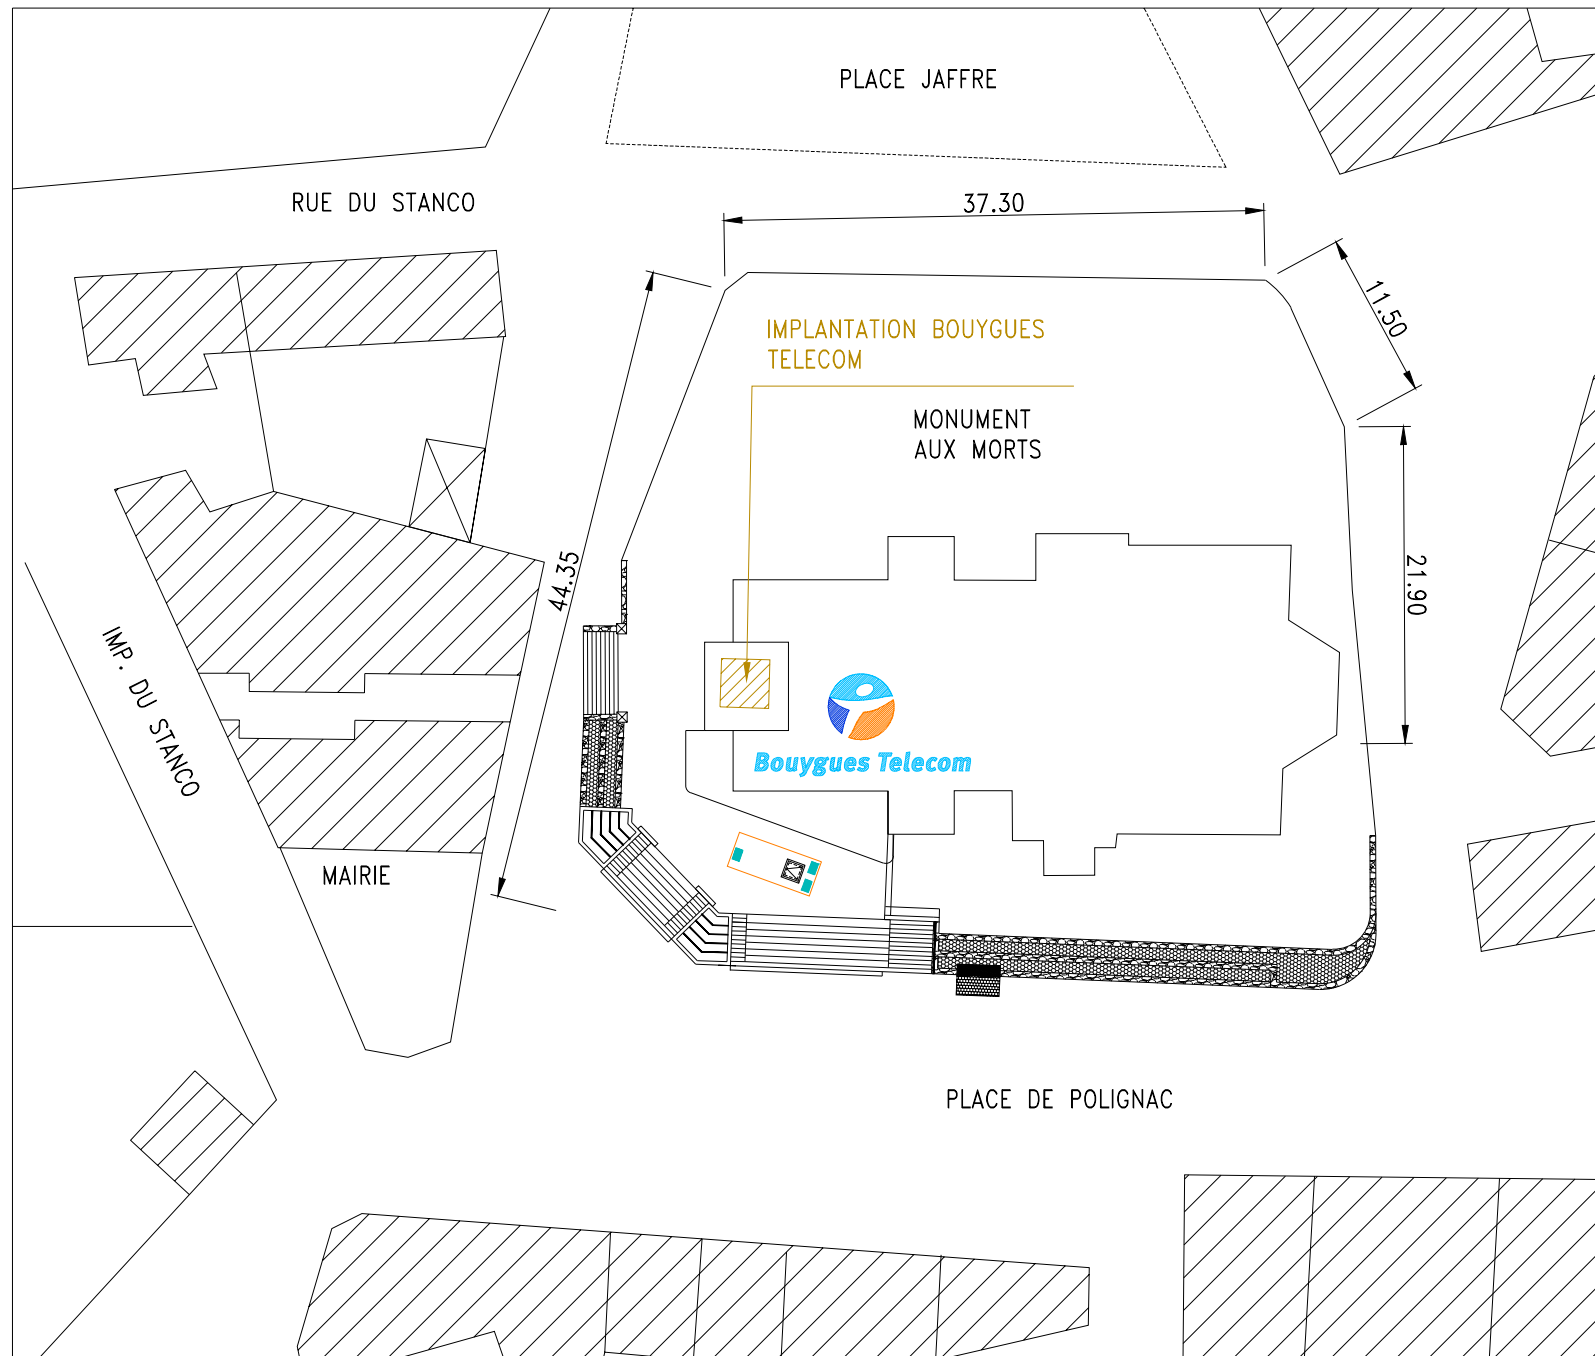 PLACE JAFFRE
RUE DU STANCO
37.30
11.50
IMPLANTATION BOUYGUES
TELECOM
MONUMENT
AUX MORTS
44.35
21.90
IMP. DU STANCO
Bouygues Telecom
MAIRIE
PLACE DE POLIGNAC